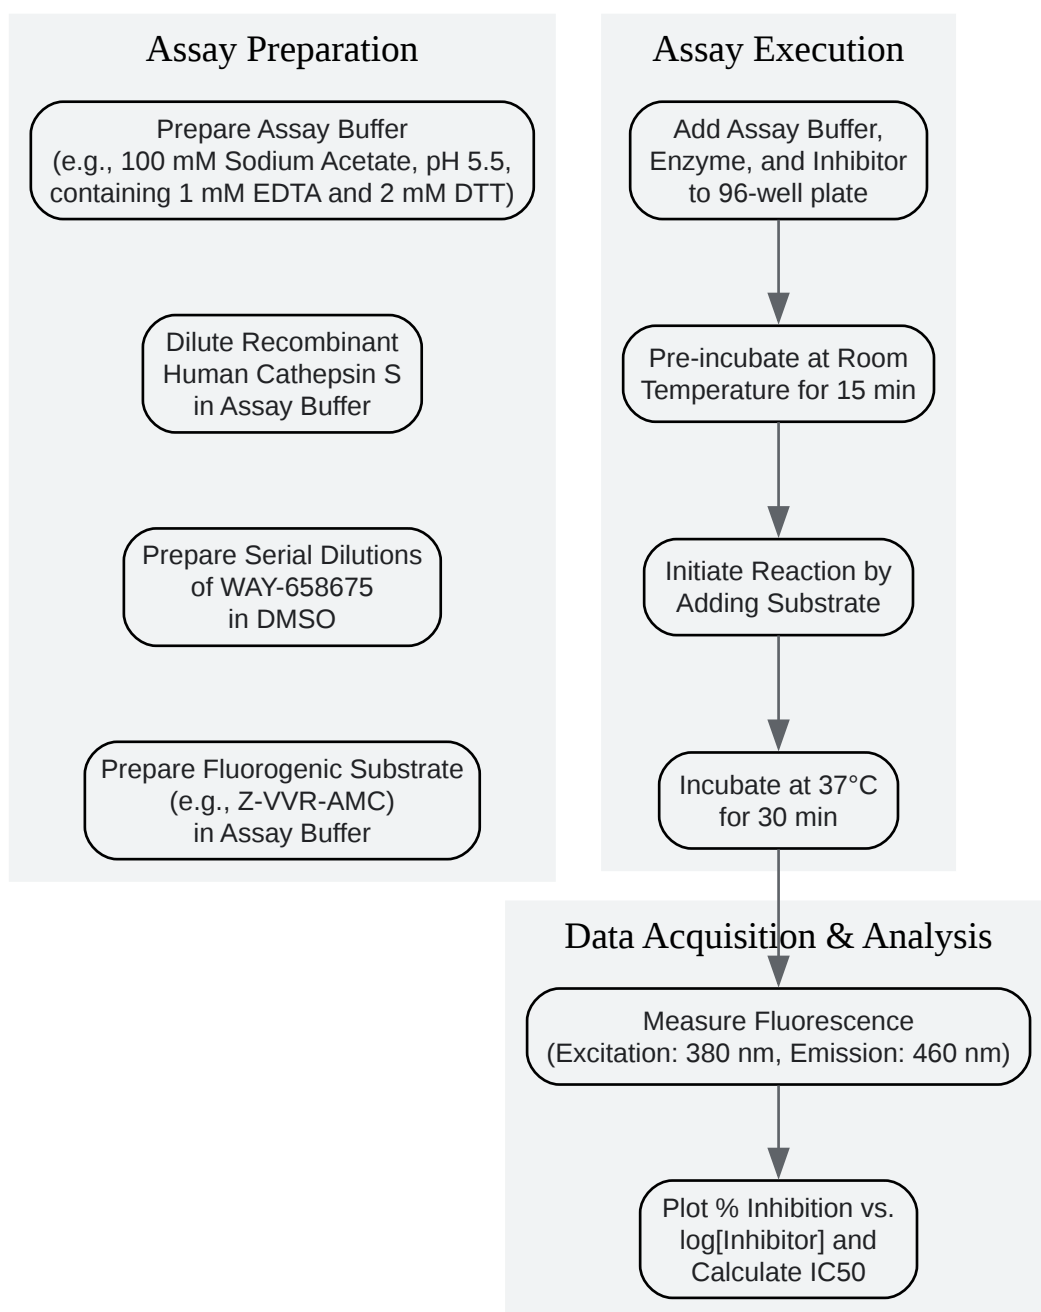 Assay Preparation
Prepare Assay Buffer
(e.g., 100 mM Sodium Acetate, pH 5.5,
containing 1 mM EDTA and 2 mM DTT)
Dilute Recombinant
Human Cathepsin S
in Assay Buffer
Prepare Serial Dilutions
of WAY-658675
in DMSO
Prepare Fluorogenic Substrate
(e.g., Z-VVR-AMC)
in Assay Buffer
Assay Execution
Add Assay Buffer,
Enzyme, and Inhibitor
to 96-well plate
Pre-incubate at Room
Temperature for 15 min
Initiate Reaction by
Adding Substrate
Incubate at 37°C
for 30 min
Data Acquisition & Analysis
Measure Fluorescence
(Excitation: 380 nm, Emission: 460 nm)
Plot % Inhibition vs.
log[Inhibitor] and
Calculate IC50